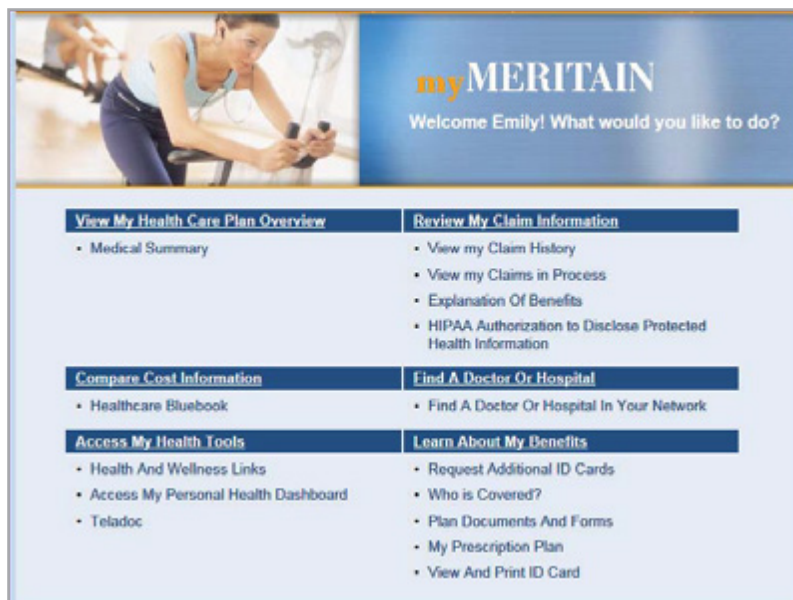 myMERITAIN
Welcome Emily! What would you like to do?
View My Health Care Plan Overview
• Medical Summary
Review My Claim Information
• View my Claim History
• View my Claims in Process
• Explanation Of Benefits
• HIPAA Authorization to Disclose Protected
Health Information
Compare Cost Information
• Healthcare Bluebook
Find A Doctor Or Hospital
• Find A Doctor Or Hospital In Your Network
Access My Health Tools
• Health And Wellness Links
• Access My Personal Health Dashboard
• Teladoc
Learn About My Benefits
• Request Additional ID Cards
• Who is Covered?
• Plan Documents And Forms
• My Prescription Plan
• View And Print ID Card